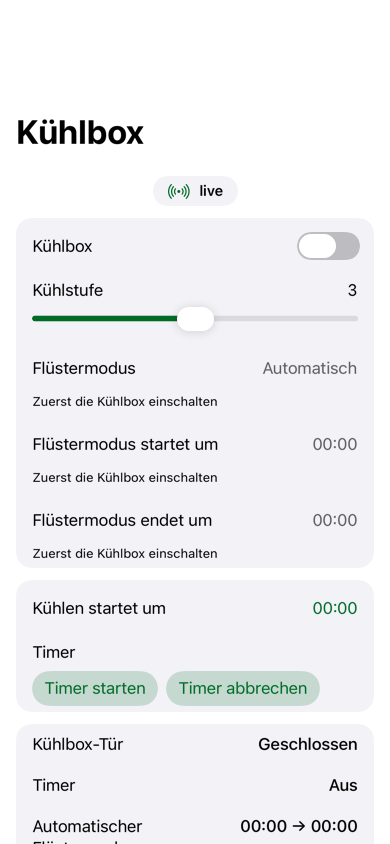 Kühlbox
live
Kühlbox
Kühlstufe 3
Flüstermodus Automatisch
Zuerst die Kühlbox einschalten
Flüstermodus startet um 00:00
Zuerst die Kühlbox einschalten
Flüstermodus endet um 00:00
Zuerst die Kühlbox einschalten
Kühlen startet um 00:00
Timer
Timer starten Timer abbrechen
Kühlbox-Tür Geschlossen
Timer Aus
Automatischer 00:00 → 00:00